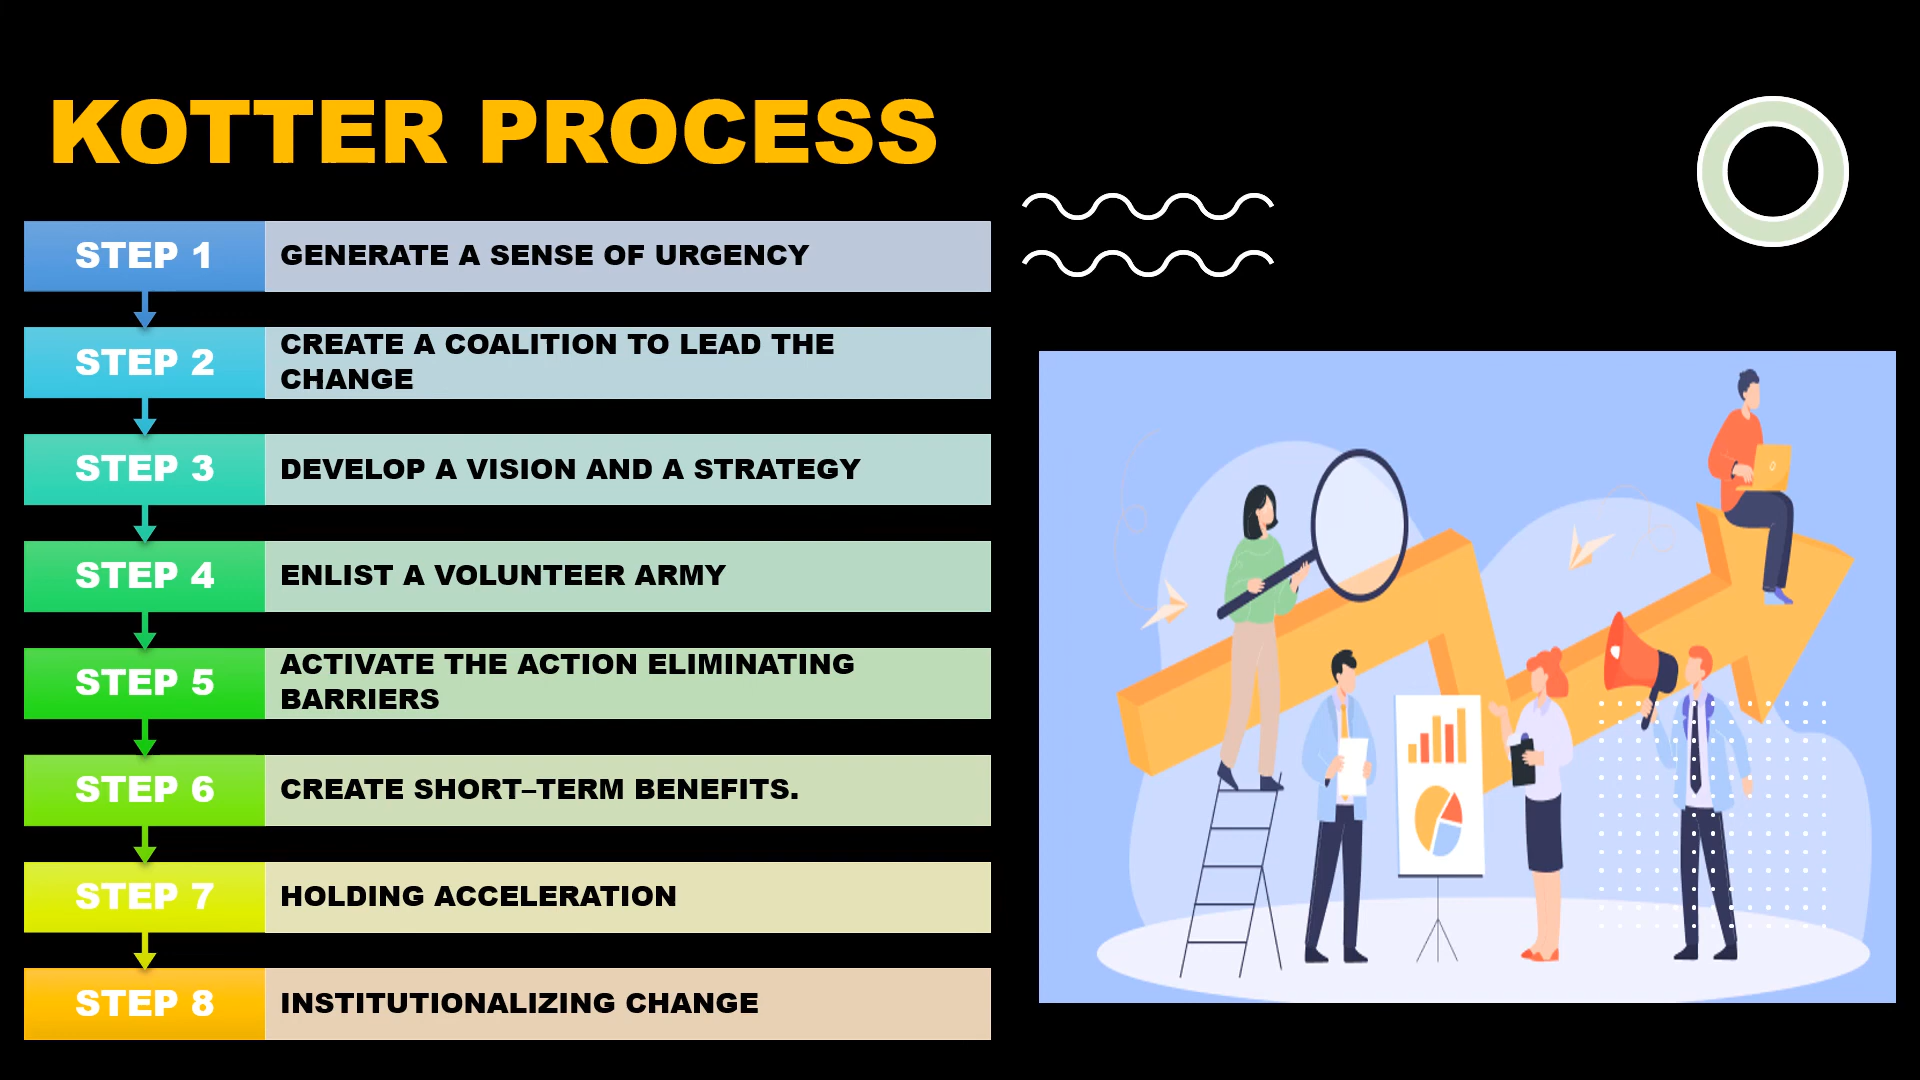 KOTTER PROCESS
STEP 1
GENERATE A SENSE OF URGENCY
STEP 2
CREATE A COALITION TO LEAD THE
CHANGE
STEP 3
DEVELOP A VISION AND A STRATEGY
STEP 4
ENLIST A VOLUNTEER ARMY
STEP 5
ACTIVATE THE ACTION ELIMINATING
BARRIERS
STEP 6
CREATE SHORT–TERM BENEFITS.
STEP 7
HOLDING ACCELERATION
STEP 8
INSTITUTIONALIZING CHANGE